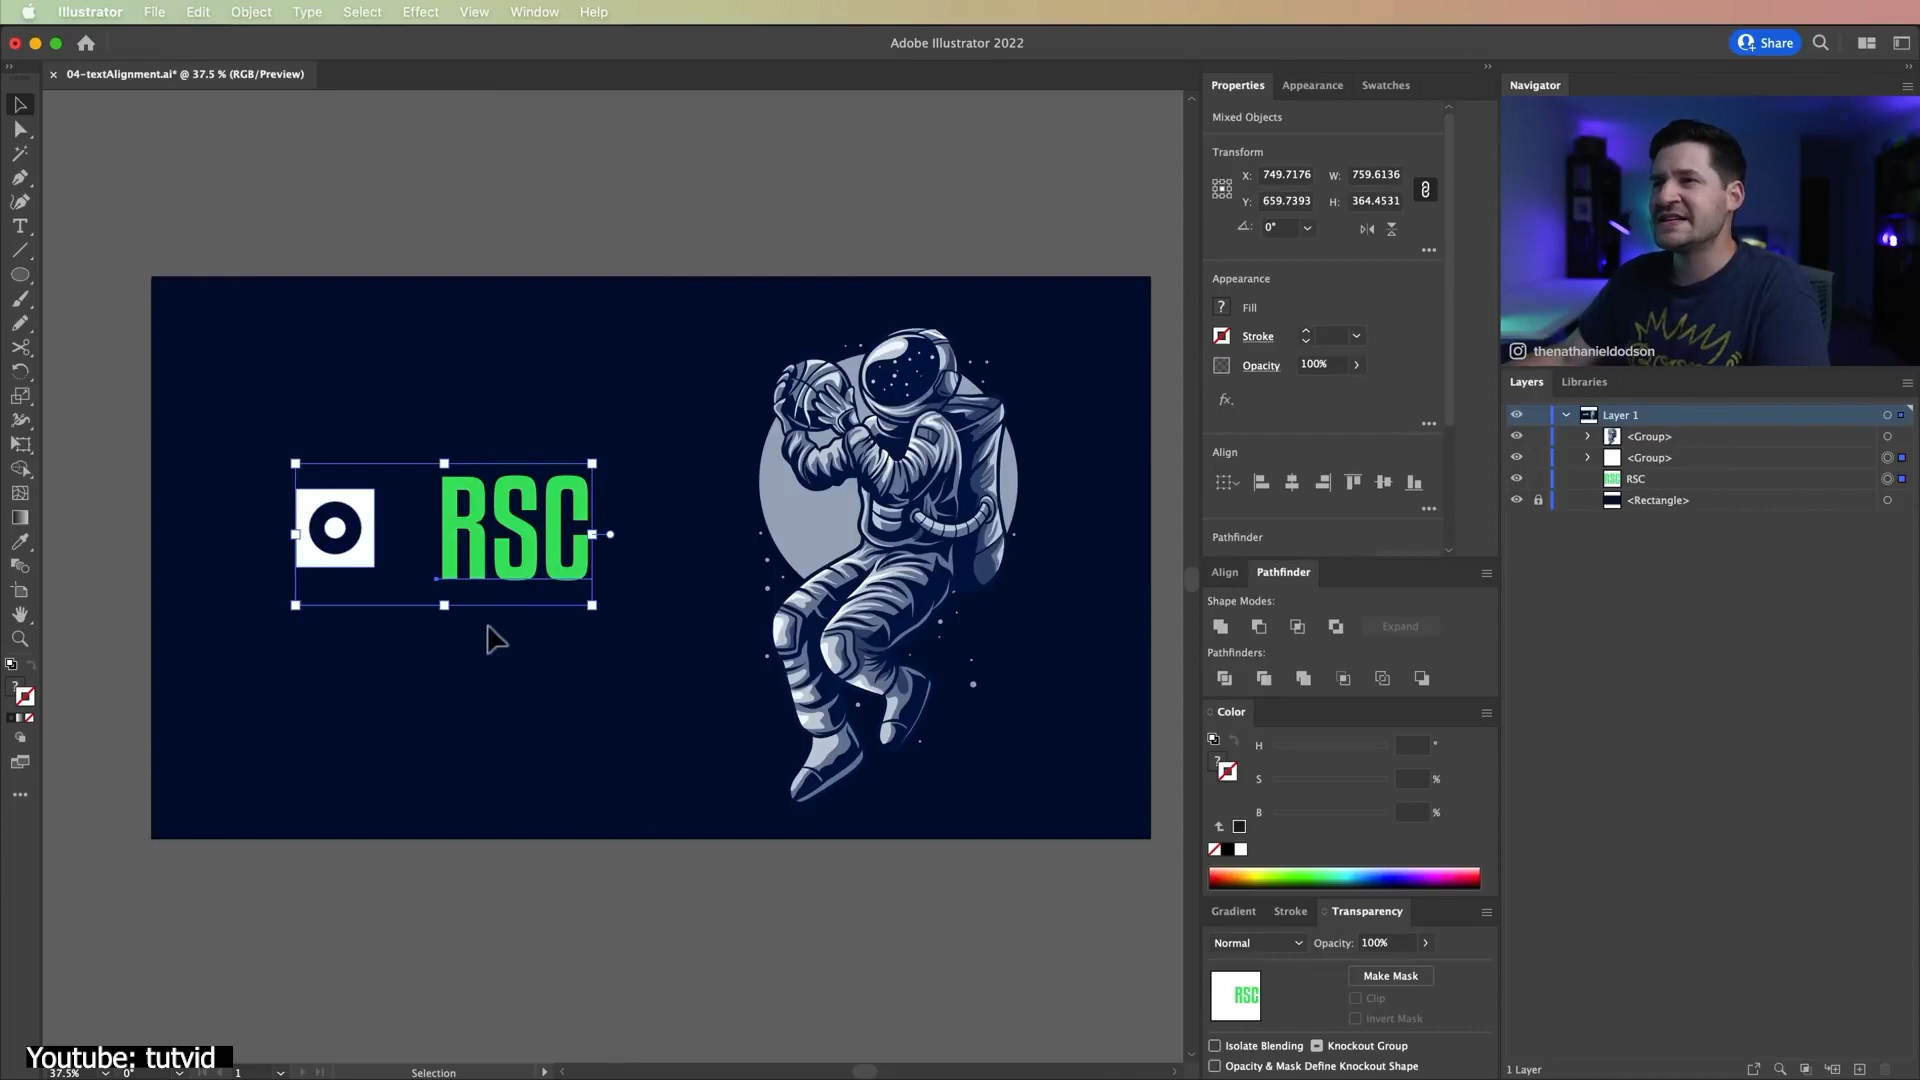 Illustrator File Edit Object Type Select Effect View Window Help
Adobe Illustrator 2022
Share
04-textAlignment.ai* @ 37.5 % (RGB/Preview)
Properties Appearance Swatches
Navigator
Mixed Objects
Transform
X: 749.7176 W: 759.6136
Y: 659.7393 H: 364.4531
0°
Appearance
Fill
Stroke
Opacity 100%
fx.
thenathanieldodson
Layers Libraries
Layer 1
<Group>
<Group>
RSC
<Rectangle>
Align
Pathfinder
RSC
Align Pathfinder
Shape Modes:
Expand
Pathfinders:
Color
H °
S %
B %
Gradient Stroke Transparency
Normal Opacity: 100%
Make Mask
RSC
Clip
Invert Mask
Isolate Blending Knockout Group
Opacity & Mask Define Knockout Shape
Youtube: tutvid
37.5% 0° 1 Selection
1 Layer